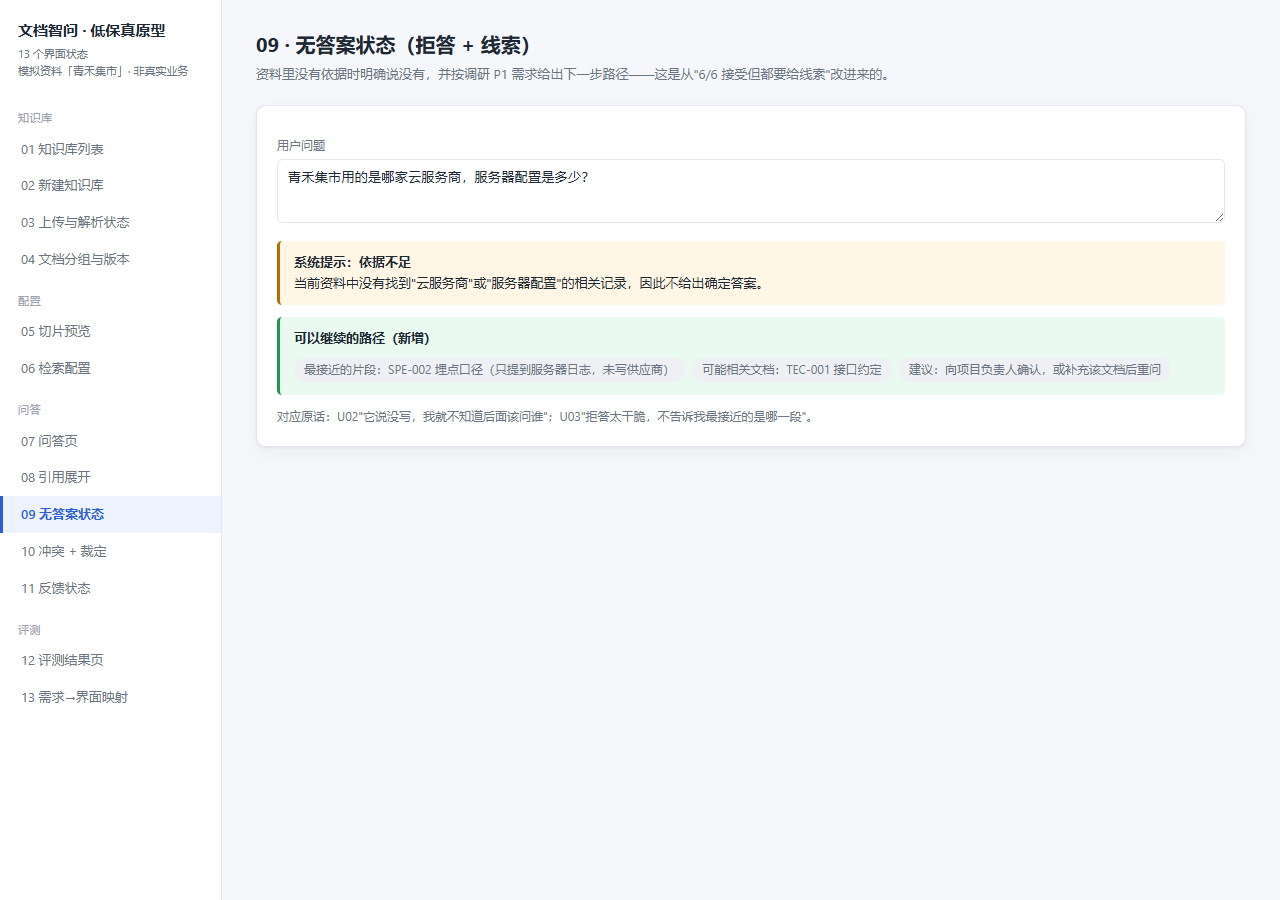 文档智问 · 低保真原型
13 个界面状态
模拟资料「青禾集市」· 非真实业务
知识库
01 知识库列表
02 新建知识库
03 上传与解析状态
04 文档分组与版本
配置
05 切片预览
06 检索配置
问答
07 问答页
08 引用展开
09 无答案状态
10 冲突 + 裁定
11 反馈状态
评测
12 评测结果页
13 需求→界面映射
09 · 无答案状态（拒答 + 线索）
资料里没有依据时明确说没有，并按调研 P1 需求给出下一步路径——这是从"6/6 接受但都要给线索"改进来的。
用户问题
青禾集市用的是哪家云服务商，服务器配置是多少？
系统提示：依据不足
当前资料中没有找到"云服务商"或"服务器配置"的相关记录，因此不给出确定答案。
可以继续的路径（新增）
最接近的片段：SPE-002 埋点口径（只提到服务器日志，未写供应商）
可能相关文档：TEC-001 接口约定
建议：向项目负责人确认，或补充该文档后重问
对应原话：U02"它说没写，我就不知道后面该问谁"；U03"拒答太干脆，不告诉我最接近的是哪一段"。